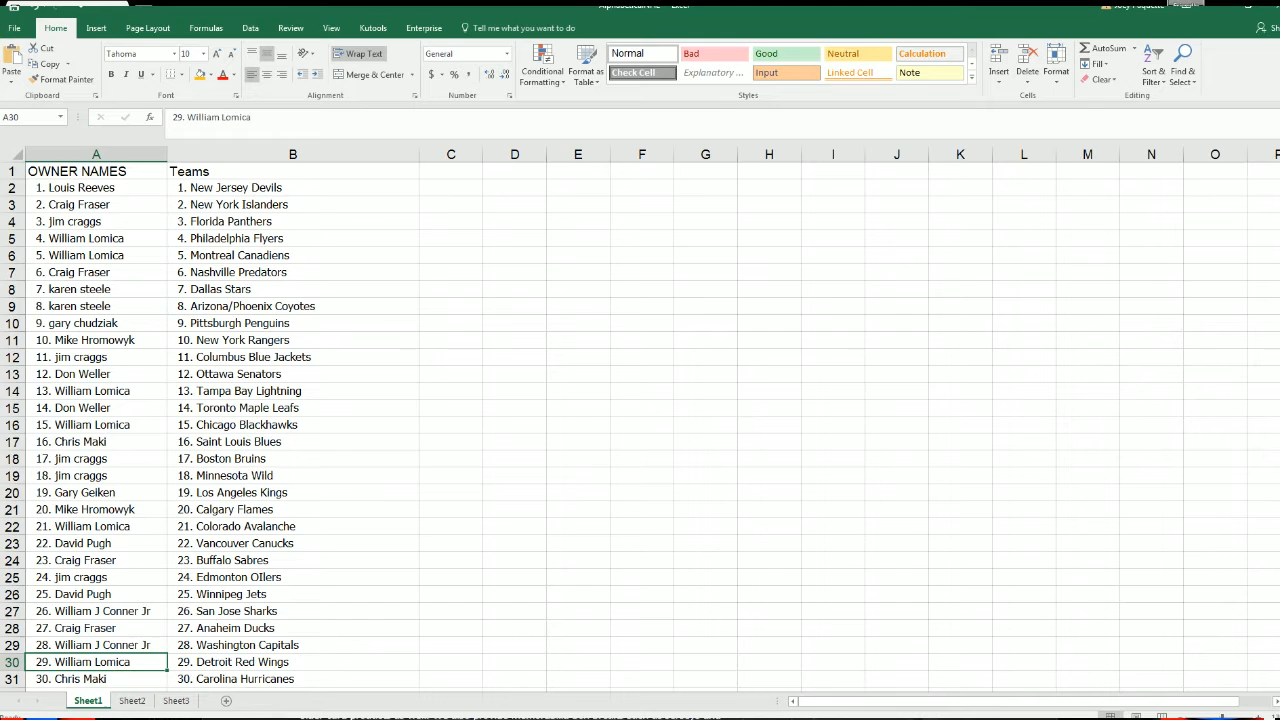 File Home Insert Page Layout Formulas Data Review View Kutools Enterprise Tell me what you want to do
Cut
Copy
Format Painter
Paste
Clipboard
Tahoma 10
B I U
Font
Wrap Text
Merge & Center
Alignment
General
$ % ,
Number
Conditional Formatting
Format as Table
Normal Bad Good Neutral Calculation
Check Cell Explanatory ... Input Linked Cell Note
Styles
Insert Delete Format
Cells
AutoSum
Fill
Clear
Sort & Filter
Find & Select
Editing
A30 fx 29. William Lomica
A B C D E F G H I J K L M N O
1 OWNER NAMES Teams
2 1. Louis Reeves 1. New Jersey Devils
3 2. Craig Fraser 2. New York Islanders
4 3. jim craggs 3. Florida Panthers
5 4. William Lomica 4. Philadelphia Flyers
6 5. William Lomica 5. Montreal Canadiens
7 6. Craig Fraser 6. Nashville Predators
8 7. karen steele 7. Dallas Stars
9 8. karen steele 8. Arizona/Phoenix Coyotes
10 9. gary chudziak 9. Pittsburgh Penguins
11 10. Mike Hromowyk 10. New York Rangers
12 11. jim craggs 11. Columbus Blue Jackets
13 12. Don Weller 12. Ottawa Senators
14 13. William Lomica 13. Tampa Bay Lightning
15 14. Don Weller 14. Toronto Maple Leafs
16 15. William Lomica 15. Chicago Blackhawks
17 16. Chris Maki 16. Saint Louis Blues
18 17. jim craggs 17. Boston Bruins
19 18. jim craggs 18. Minnesota Wild
20 19. Gary Geiken 19. Los Angeles Kings
21 20. Mike Hromowyk 20. Calgary Flames
22 21. William Lomica 21. Colorado Avalanche
23 22. David Pugh 22. Vancouver Canucks
24 23. Craig Fraser 23. Buffalo Sabres
25 24. jim craggs 24. Edmonton OIlers
26 25. David Pugh 25. Winnipeg Jets
27 26. William J Conner Jr 26. San Jose Sharks
28 27. Craig Fraser 27. Anaheim Ducks
29 28. William J Conner Jr 28. Washington Capitals
30 29. William Lomica 29. Detroit Red Wings
31 30. Chris Maki 30. Carolina Hurricanes
Sheet1 Sheet2 Sheet3